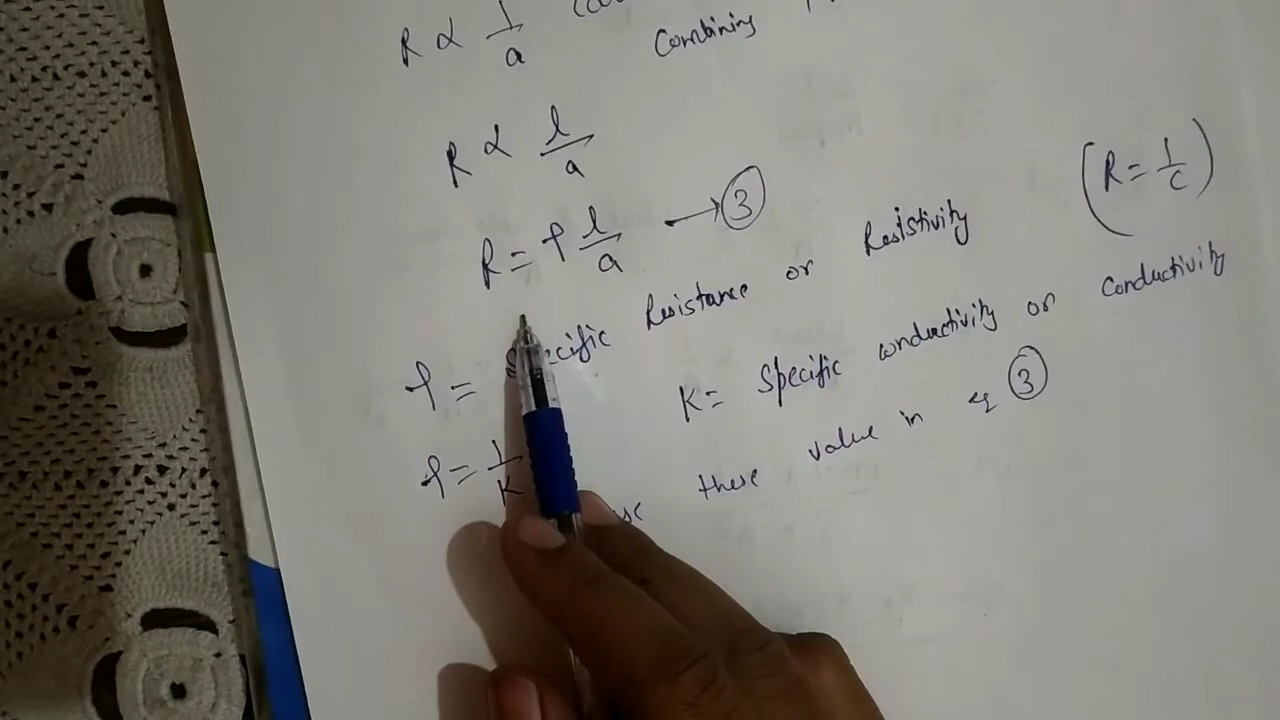 R ∝ 1/a
Combining
R ∝ l/a
R = ρ l/a → ③
(R = 1/C)
ρ = Specific Resistance or Resistivity
ρ = 1/K
K = Specific conductivity or conductivity
these value in eq ③